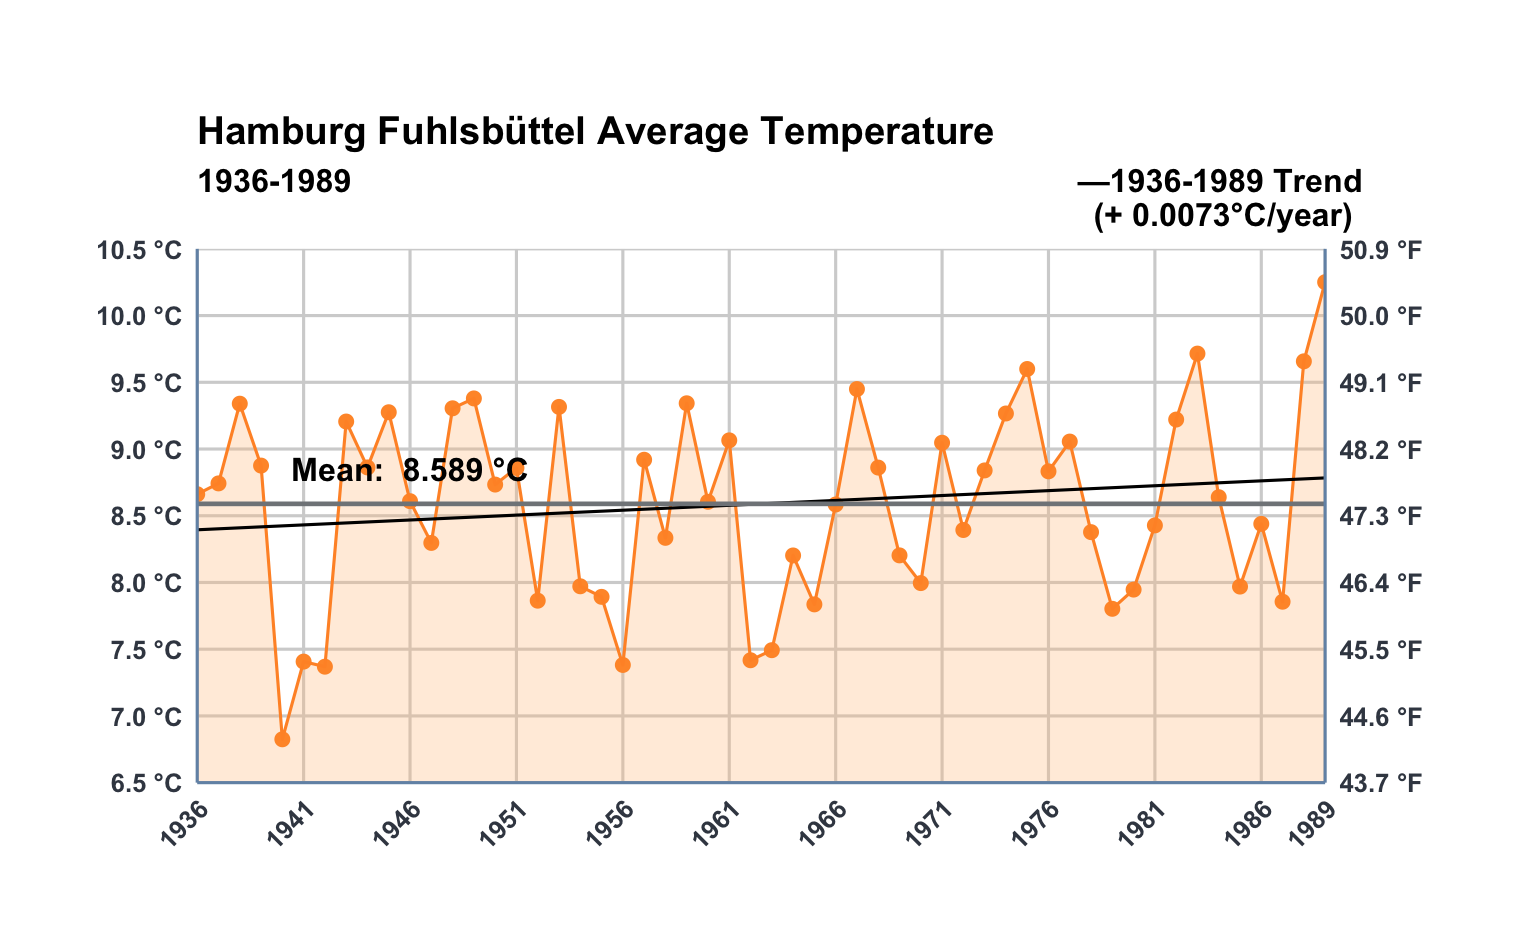 Hamburg Fuhlsbüttel Average Temperature
1936-1989
—1936-1989 Trend
(+ 0.0073°C/year)
10.5 °C
50.9 °F
10.0 °C
50.0 °F
9.5 °C
49.1 °F
9.0 °C
48.2 °F
Mean: 8.589 °C
8.5 °C
47.3 °F
8.0 °C
46.4 °F
7.5 °C
45.5 °F
7.0 °C
44.6 °F
6.5 °C
43.7 °F
1936
1941
1946
1951
1956
1961
1966
1971
1976
1981
1986
1989